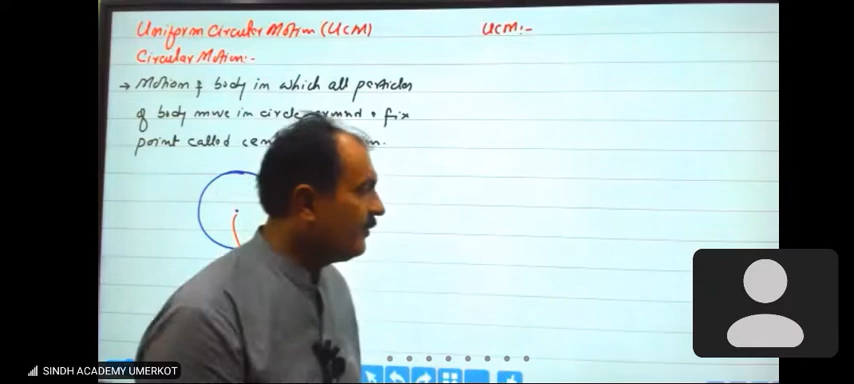 Uniform Circular Motion (UCM)
UCM:-
Circular Motion:-
→ Motion of body in which all particles
of body move in circle around a fix
point called
SINDH ACADEMY UMERKOT